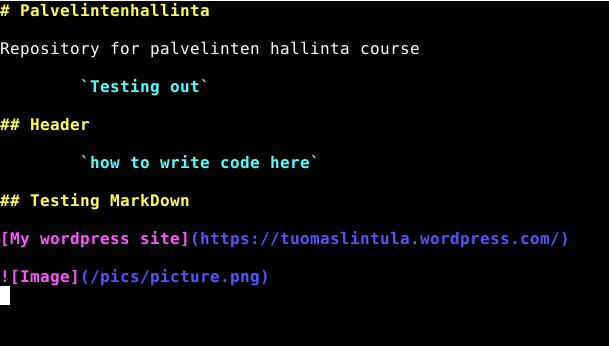 # Palvelintenhallinta
Repository for palvelinten hallinta course
`Testing out`
## Header
`how to write code here`
## Testing MarkDown
[My wordpress site](https://tuomaslintula.wordpress.com/)
![Image](/pics/picture.png)